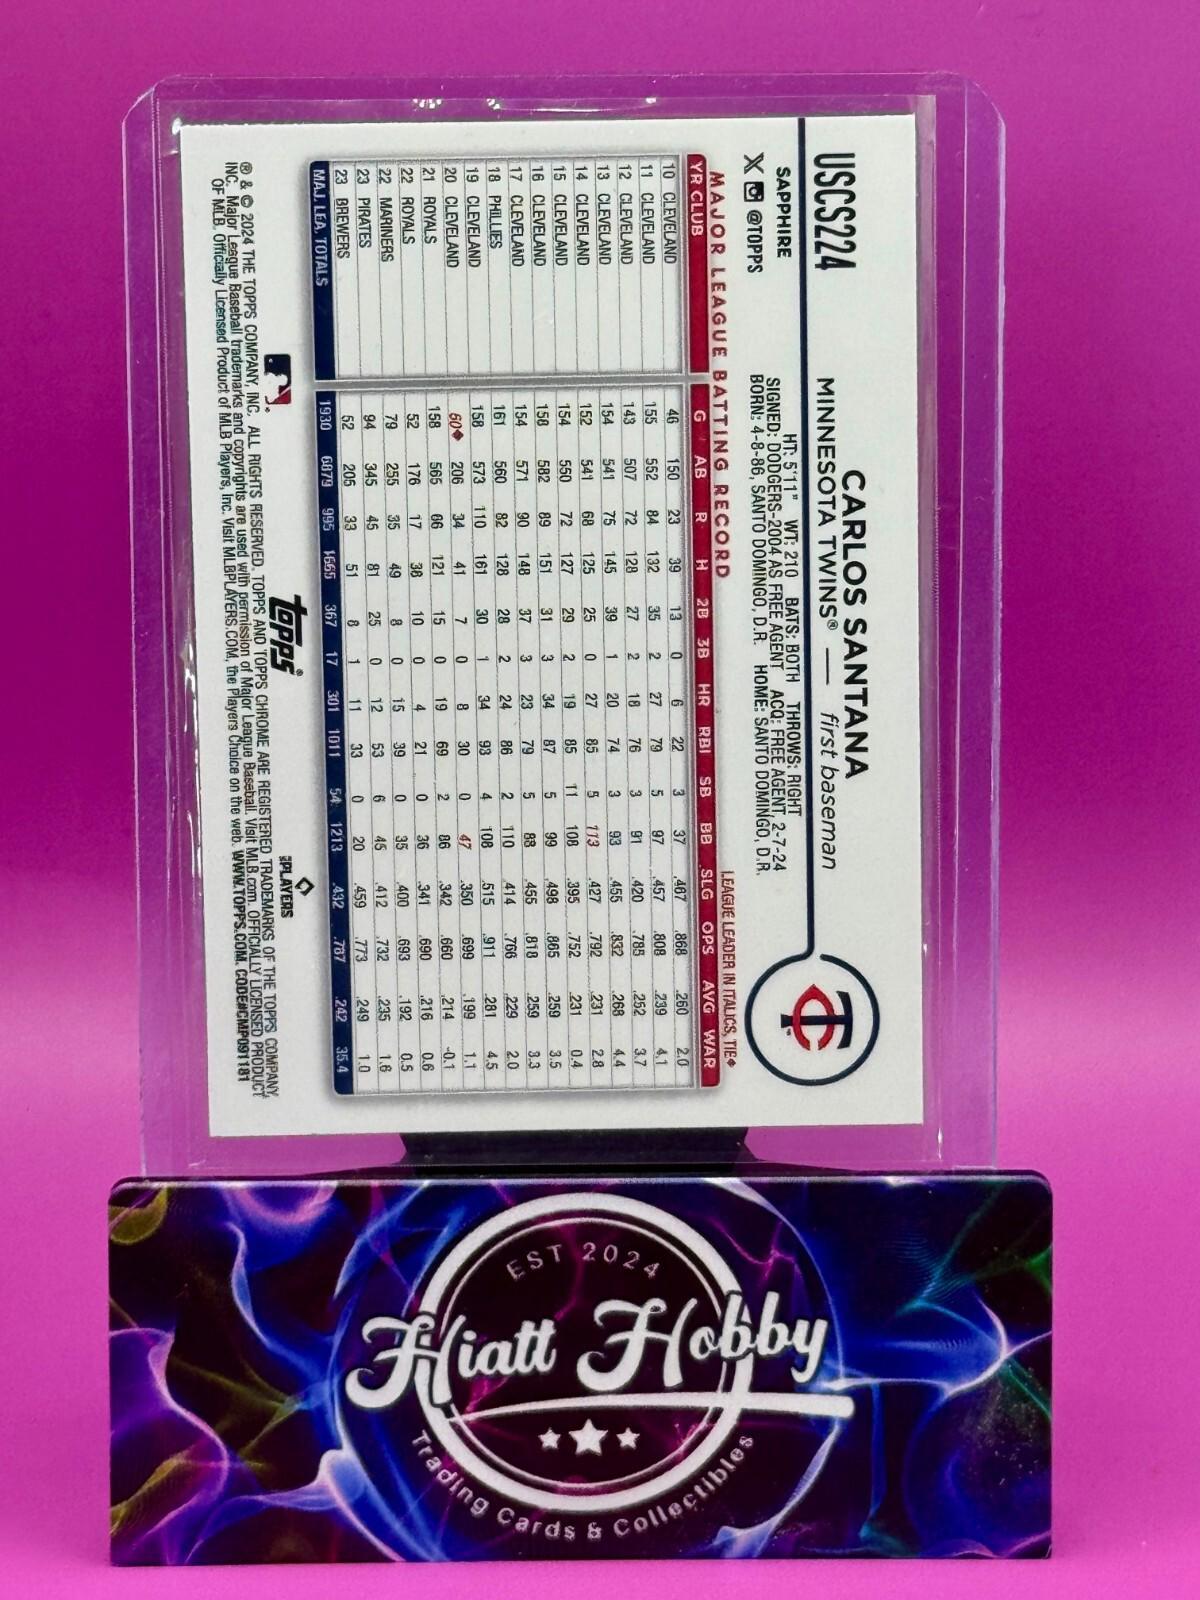 USCS224
SAPPHIRE
X @TOPPS
CARLOS SANTANA
MINNESOTA TWINS® — first baseman
HT: 5'11" WT: 210 BATS: BOTH THROWS: RIGHT
SIGNED: DODGERS-2004 AS FREE AGENT ACQ: FREE AGENT, 2-7-24
BORN: 4-8-86, SANTO DOMINGO, D.R. HOME: SANTO DOMINGO, D.R.
MAJOR LEAGUE BATTING RECORD
LEAGUE LEADER IN ITALICS, TIE♦
YR CLUB G AB R H 2B 3B HR RBI SB BB SLG OPS AVG WAR
10 CLEVELAND 46 150 23 39 13 0 6 22 3 37 .467 .868 .260 2.0
11 CLEVELAND 155 552 84 132 35 2 27 79 5 97 .457 .808 .239 4.1
12 CLEVELAND 143 507 72 128 27 2 18 76 3 91 .420 .785 .252 3.7
13 CLEVELAND 154 541 75 145 39 1 20 74 3 93 .455 .832 .268 4.4
14 CLEVELAND 152 541 68 125 25 0 27 85 5 113 .427 .792 .231 2.8
15 CLEVELAND 154 550 72 127 29 2 19 85 11 108 .395 .752 .231 0.4
16 CLEVELAND 158 582 89 151 31 3 34 87 5 99 .498 .865 .259 3.5
17 CLEVELAND 154 571 90 148 37 3 23 79 5 88 .455 .818 .259 3.3
18 PHILLIES 161 560 82 128 28 2 24 86 2 110 .414 .766 .229 2.0
19 CLEVELAND 158 573 110 161 30 1 34 93 4 108 .515 .911 .281 4.5
20 CLEVELAND 60♦ 206 34 41 7 0 8 30 0 47 .350 .699 .199 1.1
21 ROYALS 158 565 66 121 15 0 19 69 2 86 .342 .660 .214 -0.1
22 ROYALS 52 176 17 38 10 0 4 21 0 36 .341 .690 .216 0.6
22 MARINERS 79 255 35 49 8 0 15 39 0 35 .400 .693 .192 0.5
23 PIRATES 94 345 45 81 25 0 12 53 6 45 .412 .732 .235 1.6
23 BREWERS 52 205 33 51 8 1 11 33 0 20 .459 .773 .249 1.0
MAJ. LEA. TOTALS 1930 6879 995 1665 367 17 301 1011 54 1213 .432 .787 .242 35.4
topps®
PLAYERS
® & © 2024 THE TOPPS COMPANY, INC. ALL RIGHTS RESERVED. TOPPS AND TOPPS CHROME ARE REGISTERED TRADEMARKS OF THE TOPPS COMPANY,
INC. Major League Baseball trademarks and copyrights are used with permission of Major League Baseball. Visit MLB.com. OFFICIALLY LICENSED PRODUCT
OF MLB. Officially Licensed Product of MLB Players, Inc. Visit MLBPLAYERS.COM, the Players Choice on the web. WWW.TOPPS.COM. CODE#CMP091181
EST 2024
Hiatt Hobby
Trading Cards & Collectibles